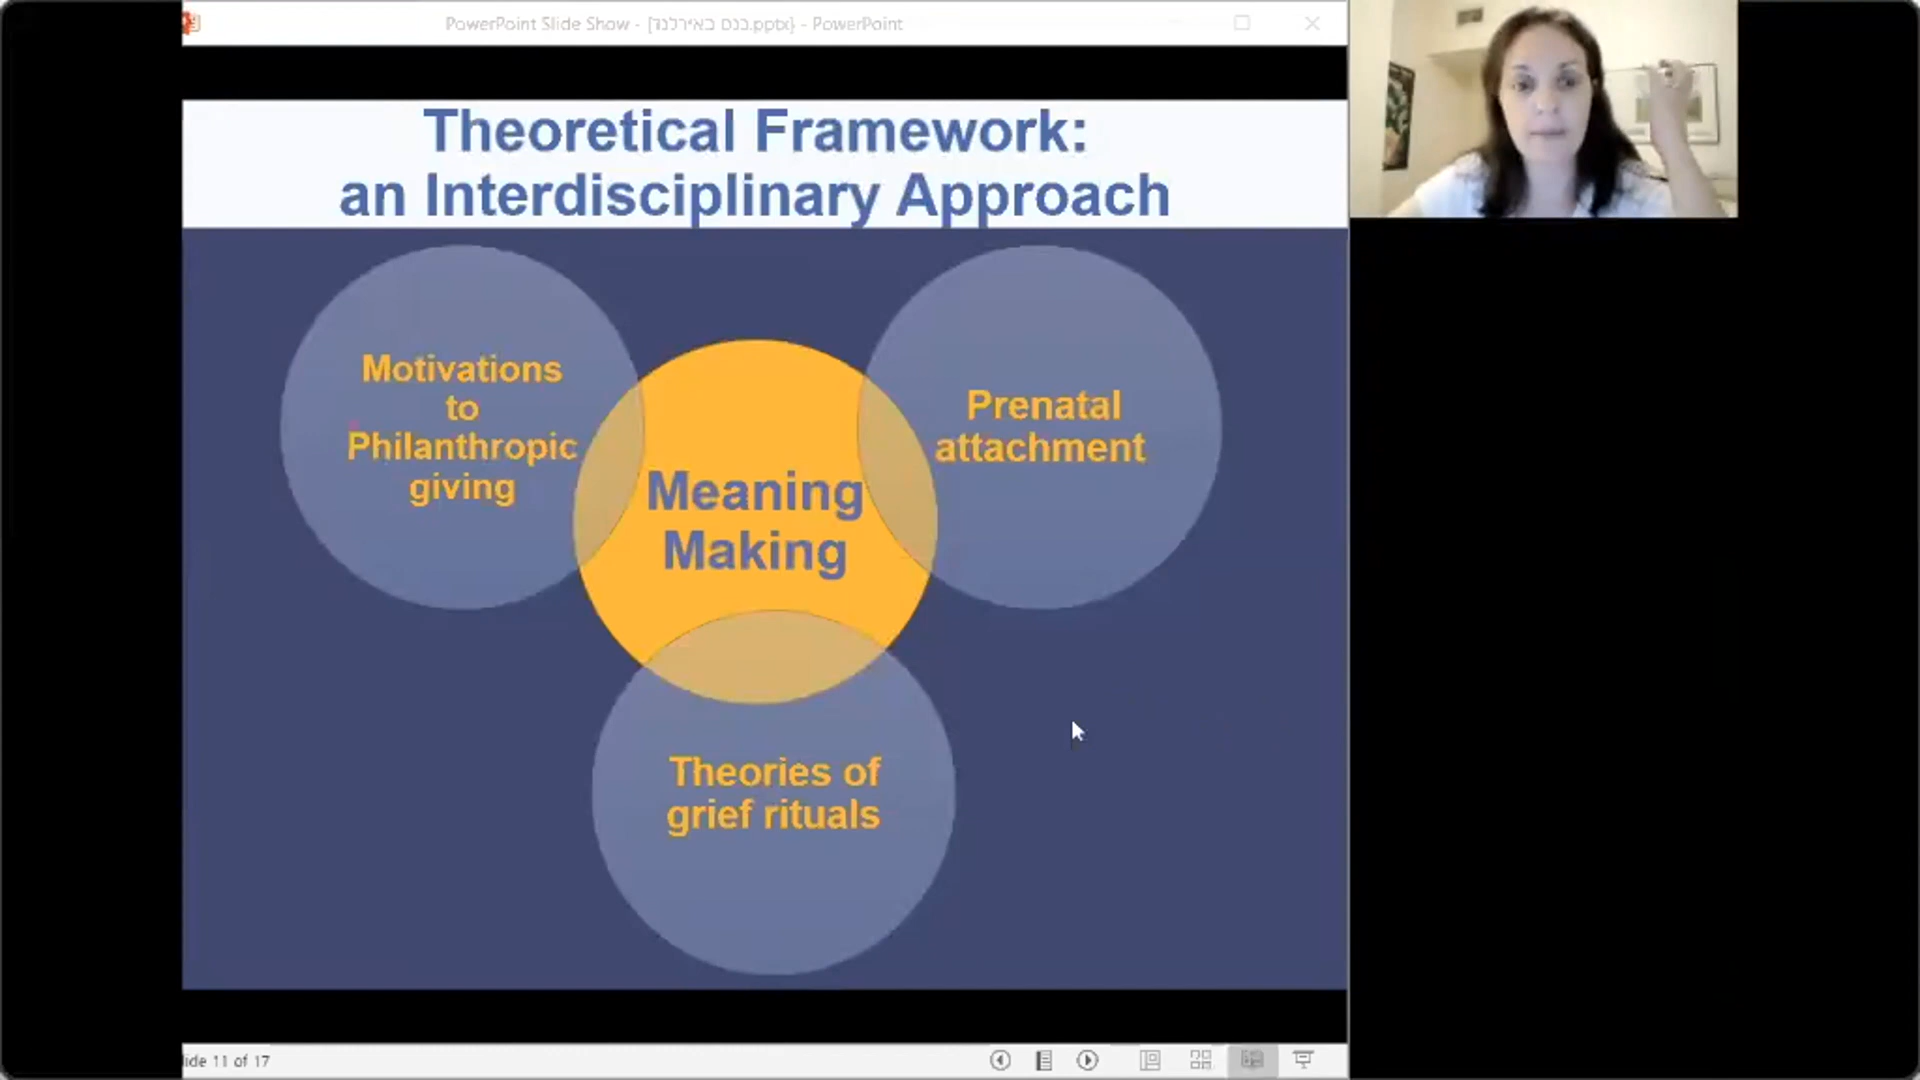 PowerPoint Slide Show - [כנס באירלנד.pptx] - PowerPoint
Theoretical Framework:
an Interdisciplinary Approach
Motivations
to
Philanthropic
giving
Prenatal
attachment
Meaning
Making
Theories of
grief rituals
lide 11 of 17